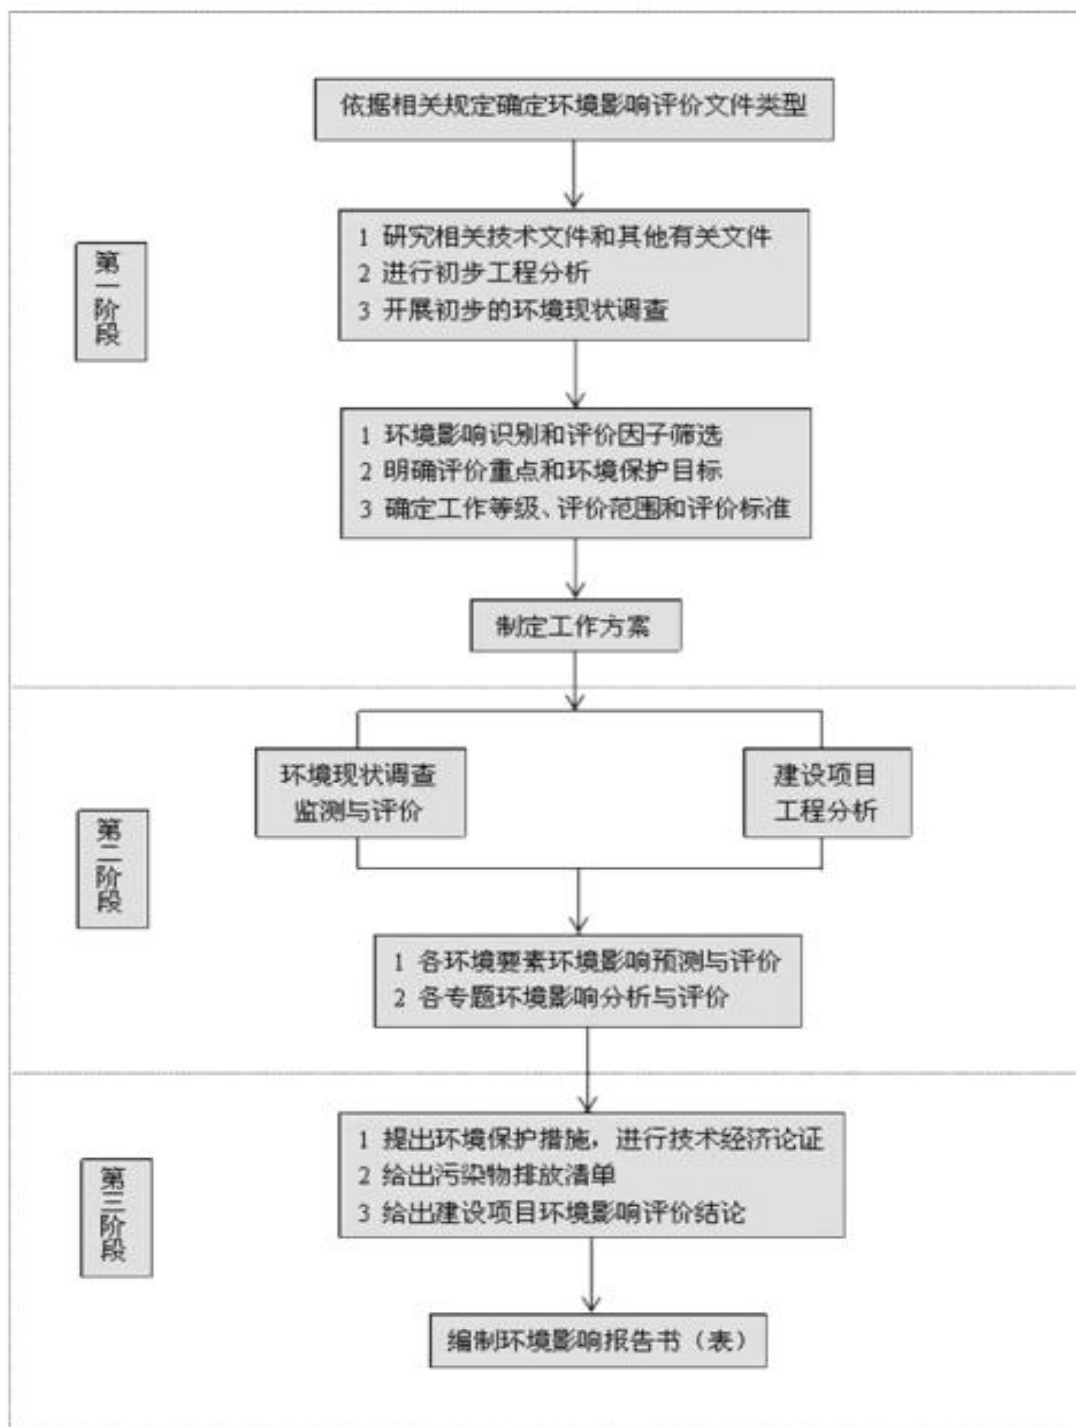 依据相关规定确定环境影响评价文件类型
第一阶段
1 研究相关技术文件和其他有关文件
2 进行初步工程分析
3 开展初步的环境现状调查
1 环境影响识别和评价因子筛选
2 明确评价重点和环境保护目标
3 确定工作等级、评价范围和评价标准
制定工作方案
第二阶段
环境现状调查
监测与评价
建设项目
工程分析
1 各环境要素环境影响预测与评价
2 各专题环境影响分析与评价
第三阶段
1 提出环境保护措施，进行技术经济论证
2 给出污染物排放清单
3 给出建设项目环境影响评价结论
编制环境影响报告书（表）